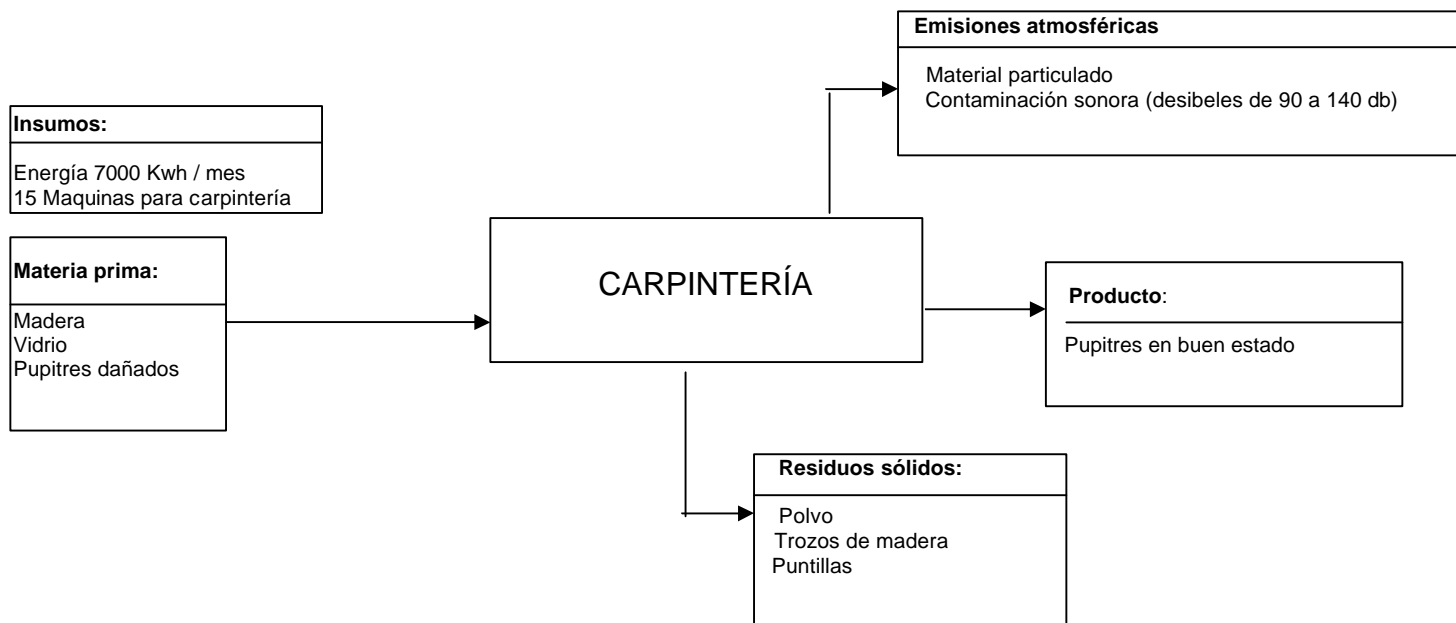 Emisiones atmosféricas
Material particulado
Contaminación sonora (desibeles de 90 a 140 db)
Insumos:
Energía 7000 Kwh / mes
15 Maquinas para carpintería
Materia prima:
Madera
Vidrio
Pupitres dañados
CARPINTERÍA
Producto:
Pupitres en buen estado
Residuos sólidos:
Polvo
Trozos de madera
Puntillas